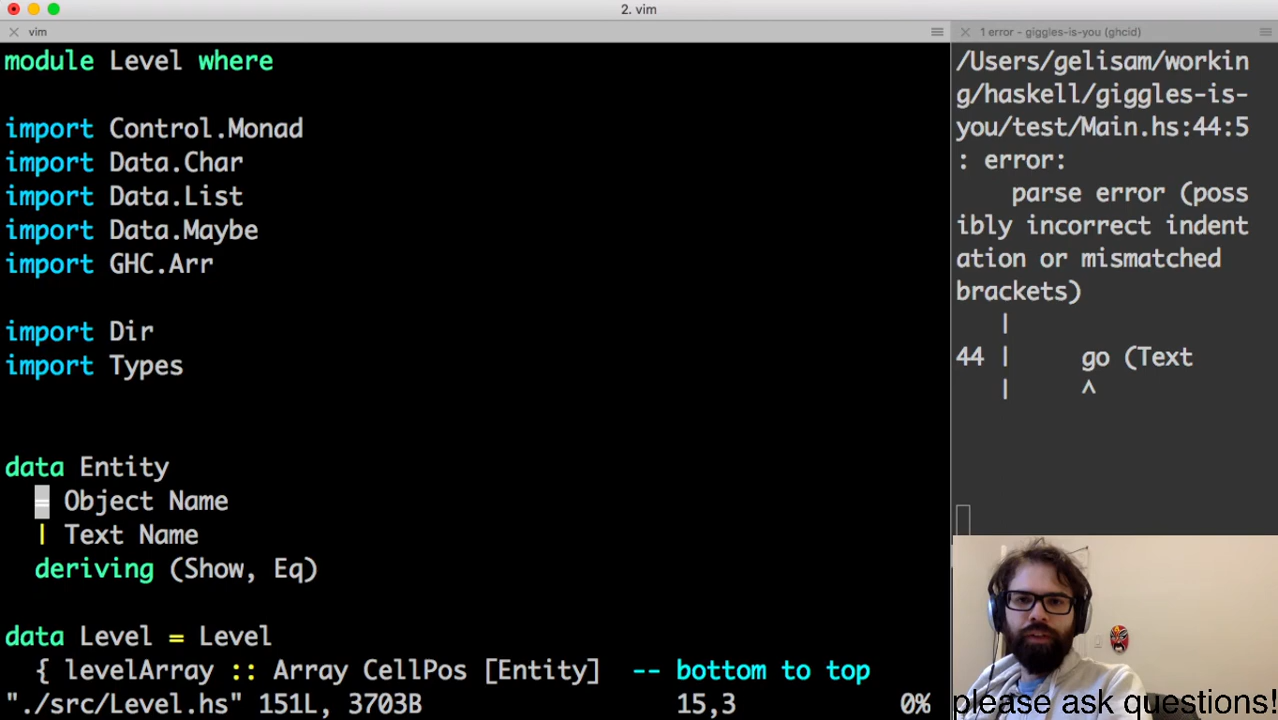 2. vim
vim
module Level where
import Control.Monad
import Data.Char
import Data.List
import Data.Maybe
import GHC.Arr
import Dir
import Types
data Entity
= Object Name
| Text Name
deriving (Show, Eq)
data Level = Level
{ levelArray :: Array CellPos [Entity] -- bottom to top
"./src/Level.hs" 151L, 3703B 15,3 0%
1 error - giggles-is-you (ghcid)
/Users/gelisam/workin
g/haskell/giggles-is-
you/test/Main.hs:44:5
: error:
parse error (poss
ibly incorrect indent
ation or mismatched
brackets)
|
44 | go (Text
| ^
please ask questions!